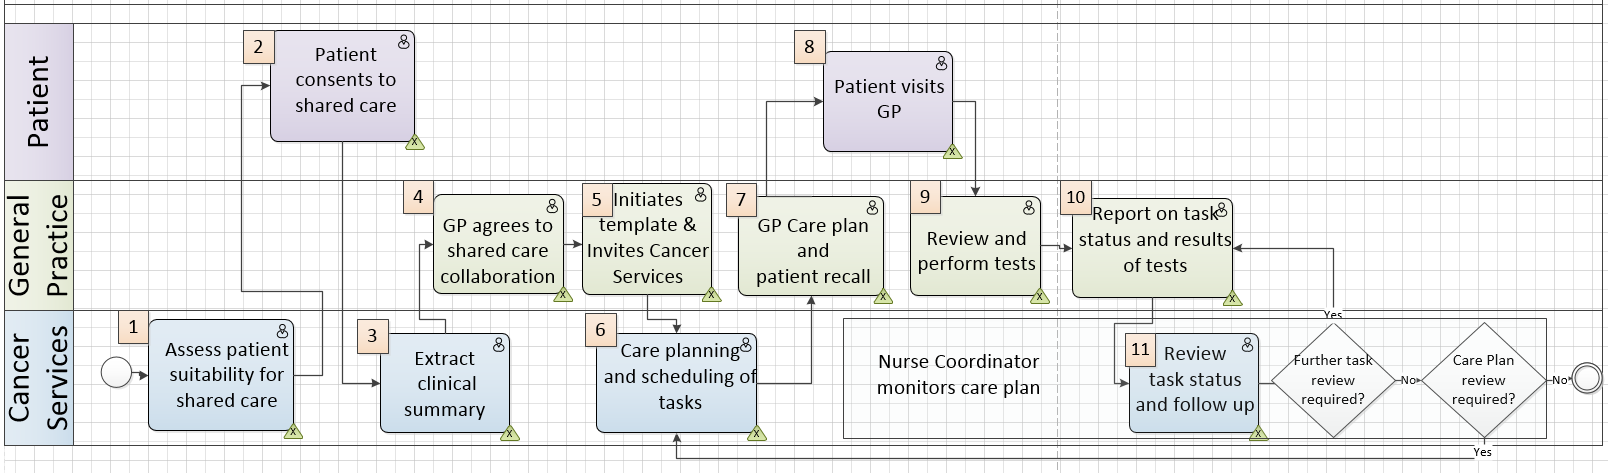 Patient
2
Patient
consents to
shared care
X
8
Patient visits
GP
X
General
Practice
4
GP agrees to
shared care
collaboration
X
5
Initiates
template &
Invites Cancer
Services
X
7
GP Care plan
and
patient recall
X
9
Review and
perform tests
X
10
Report on task
status and results
of tests
X
Cancer
Services
1
Assess patient
suitability for
shared care
X
3
Extract
clinical
summary
X
6
Care planning
and scheduling of
tasks
X
Nurse Coordinator
monitors care plan
11
Review
task status
and follow up
X
Yes
Further task
review
required?
No
Care Plan
review
required?
No
Yes